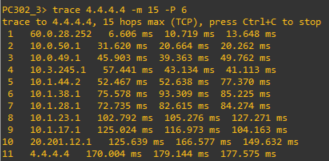 PC302_3> trace 4.4.4.4 -m 15 -P 6
trace to 4.4.4.4, 15 hops max (TCP), press Ctrl+C to stop
1 60.0.28.252 6.606 ms 10.719 ms 13.648 ms
2 10.0.50.1 31.620 ms 20.664 ms 20.262 ms
3 10.0.49.1 45.903 ms 39.363 ms 49.762 ms
4 10.3.245.1 57.441 ms 43.134 ms 41.113 ms
5 10.1.44.2 52.467 ms 52.638 ms 77.370 ms
6 10.1.38.1 75.578 ms 93.309 ms 85.225 ms
7 10.1.28.1 72.735 ms 82.615 ms 84.274 ms
8 10.1.23.1 102.792 ms 105.276 ms 127.271 ms
9 10.1.17.1 125.024 ms 116.973 ms 104.163 ms
10 20.201.12.1 125.639 ms 166.577 ms 149.632 ms
11 4.4.4.4 170.004 ms 179.144 ms 177.575 ms